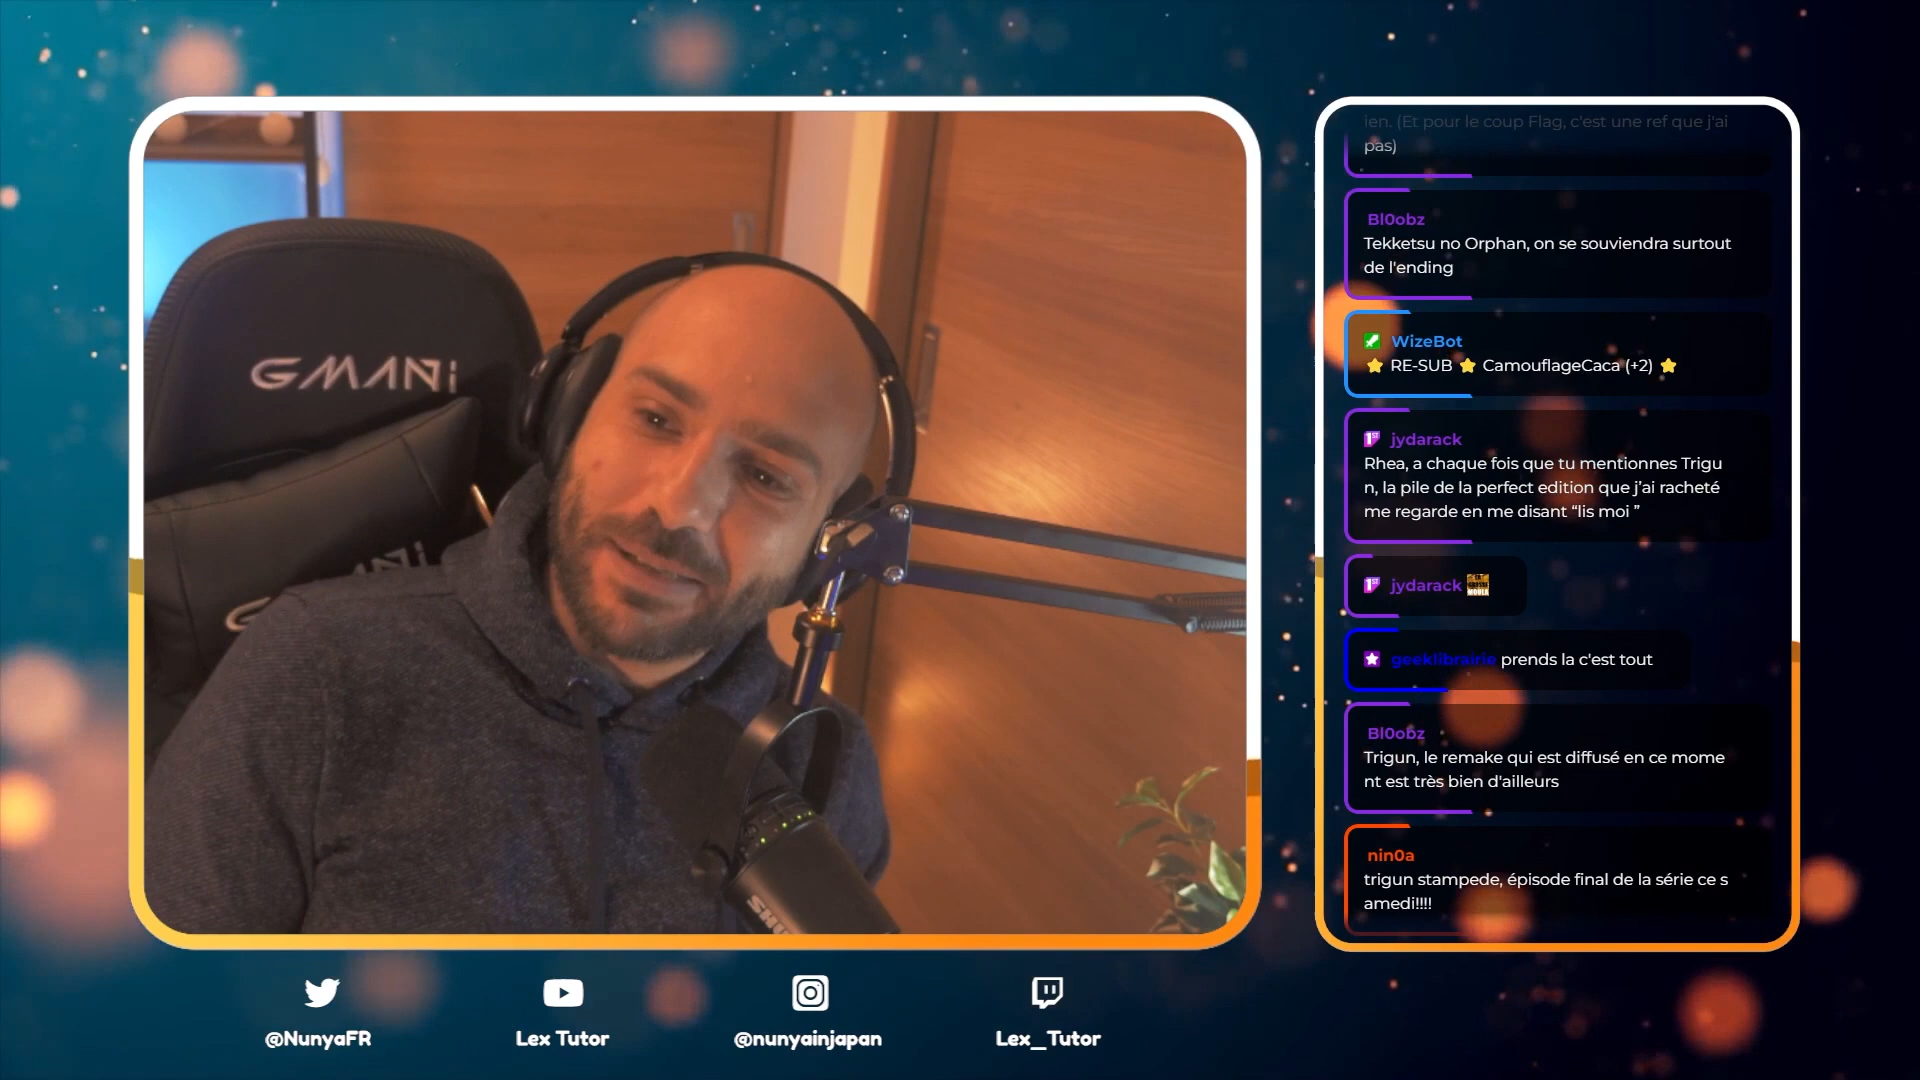 GMANi
SHU
ien. (Et pour le coup Flag, c'est une ref que j'ai
pas)
Bl0obz
Tekketsu no Orphan, on se souviendra surtout
de l'ending
WizeBot
RE-SUB CamouflageCaca (+2)
1ST jydarack
Rhea, a chaque fois que tu mentionnes Trigu
n, la pile de la perfect edition que j'ai racheté
me regarde en me disant “lis moi ”
1ST jydarack
geeklibrairie prends la c'est tout
Bl0obz
Trigun, le remake qui est diffusé en ce mome
nt est très bien d'ailleurs
nin0a
trigun stampede, épisode final de la série ce s
amedi!!!!
@NunyaFR
Lex Tutor
@nunyainjapan
Lex_Tutor